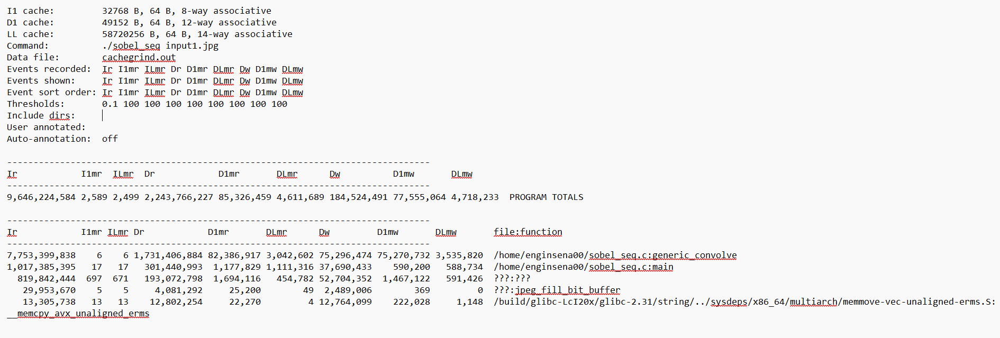 I1 cache:         32768 B, 64 B, 8-way associative
D1 cache:         49152 B, 64 B, 12-way associative
LL cache:         58720256 B, 64 B, 14-way associative
Command:          ./sobel_seq input1.jpg
Data file:        cachegrind.out
Events recorded:  Ir I1mr ILmr Dr D1mr DLmr Dw D1mw DLmw
Events shown:     Ir I1mr ILmr Dr D1mr DLmr Dw D1mw DLmw
Event sort order: Ir I1mr ILmr Dr D1mr DLmr Dw D1mw DLmw
Thresholds:       0.1 100 100 100 100 100 100 100 100
Include dirs:
User annotated:
Auto-annotation:  off
--------------------------------------------------------------------------------
Ir            I1mr  ILmr  Dr            D1mr       DLmr      Dw          D1mw       DLmw
--------------------------------------------------------------------------------
9,646,224,584 2,589 2,499 2,243,766,227 85,326,459 4,611,689 184,524,491 77,555,064 4,718,233  PROGRAM TOTALS
--------------------------------------------------------------------------------
Ir            I1mr ILmr Dr            D1mr       DLmr      Dw         D1mw       DLmw       file:function
--------------------------------------------------------------------------------
7,753,399,838    6    6 1,731,406,884 82,386,917 3,042,602 75,296,474 75,270,732 3,535,820  /home/enginsena00/sobel_seq.c:generic_convolve
1,017,385,395   17   17   301,440,993  1,177,829 1,111,316 37,690,433    590,200   588,734  /home/enginsena00/sobel_seq.c:main
  819,842,444  697  671   193,072,798  1,694,116   454,782 52,704,352  1,467,122   591,426  ???:???
   29,953,670    5    5     4,081,292     25,200        49  2,489,006        369         0  ???:jpeg_fill_bit_buffer
   13,305,738   13   13    12,802,254     22,270         4 12,764,099    222,028     1,148  /build/glibc-LcI20x/glibc-2.31/string/../sysdeps/x86_64/multiarch/memmove-vec-unaligned-erms.S:
__memcpy_avx_unaligned_erms